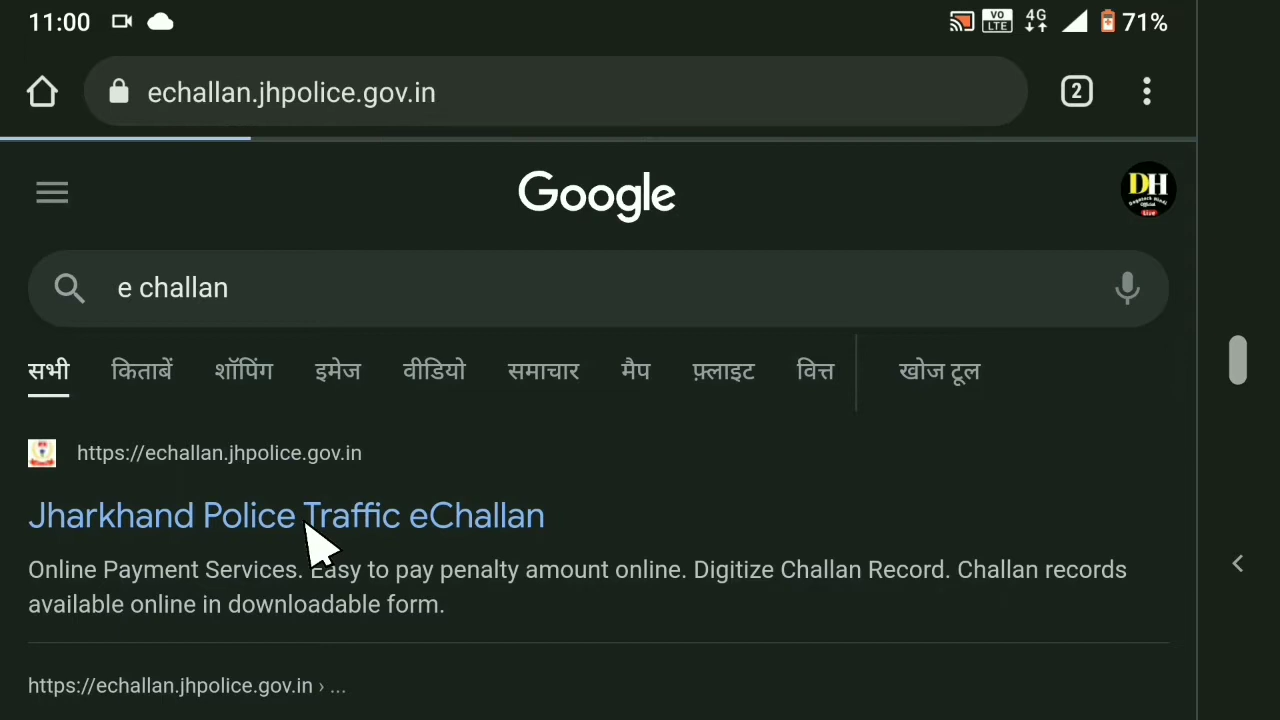 11:00
VO LTE 4G 71%
echallan.jhpolice.gov.in 2
Google
DH
e challan
सभी किताबें शॉपिंग इमेज वीडियो समाचार मैप फ़्लाइट वित्त खोज टूल
https://echallan.jhpolice.gov.in
Jharkhand Police Traffic eChallan
Online Payment Services. Easy to pay penalty amount online. Digitize Challan Record. Challan records
available online in downloadable form.
https://echallan.jhpolice.gov.in › ...